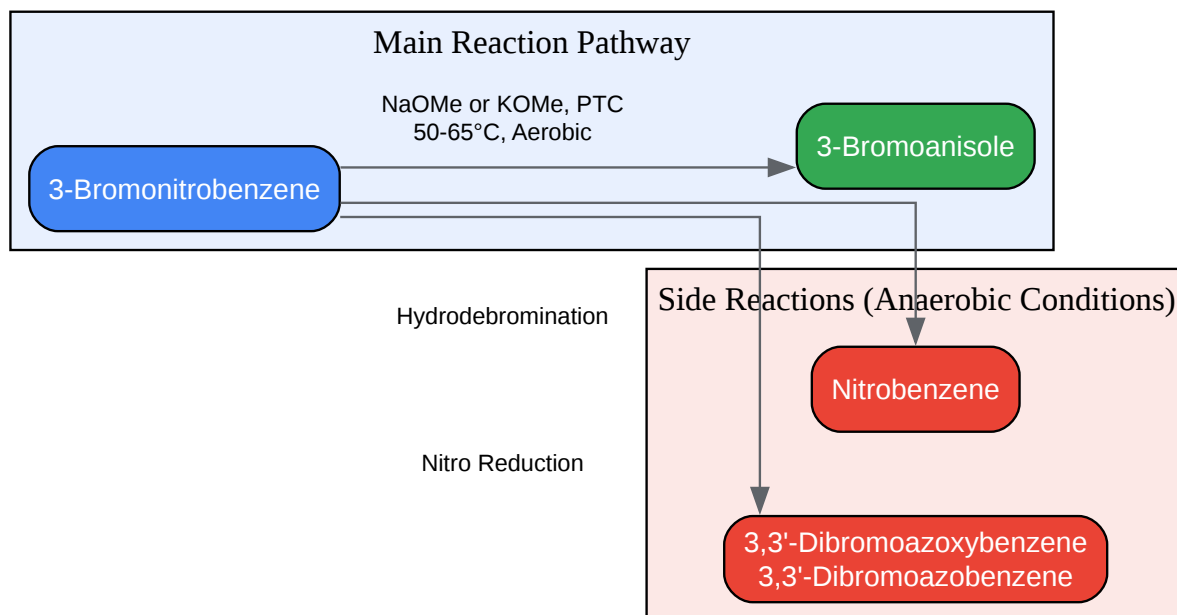 Main Reaction Pathway
NaOMe or KOMe, PTC
50-65°C, Aerobic
3-Bromoanisole
3-Bromonitrobenzene
Side Reactions (Anaerobic Conditions)
Hydrodebromination
Nitrobenzene
Nitro Reduction
3,3'-Dibromoazoxybenzene
3,3'-Dibromoazobenzene